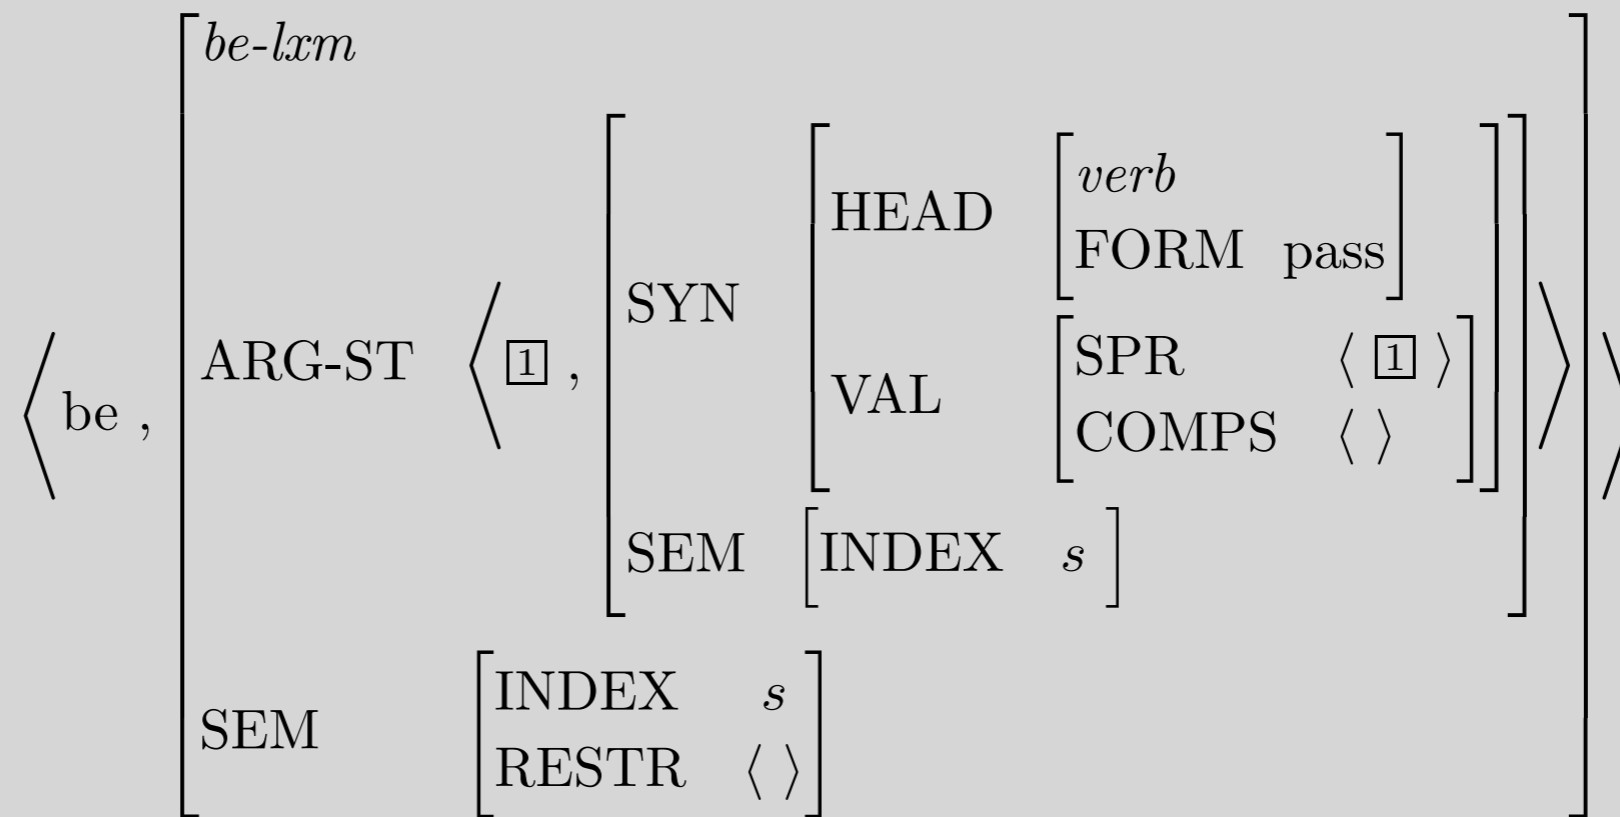 be-lxm
HEAD [verb
FORM pass]
SYN
ARG-ST ⟨ 1 ,
SPR ⟨ 1 ⟩
VAL
⟨ be ,
COMPS ⟨ ⟩
SEM [INDEX s ]
INDEX s
SEM
RESTR ⟨ ⟩